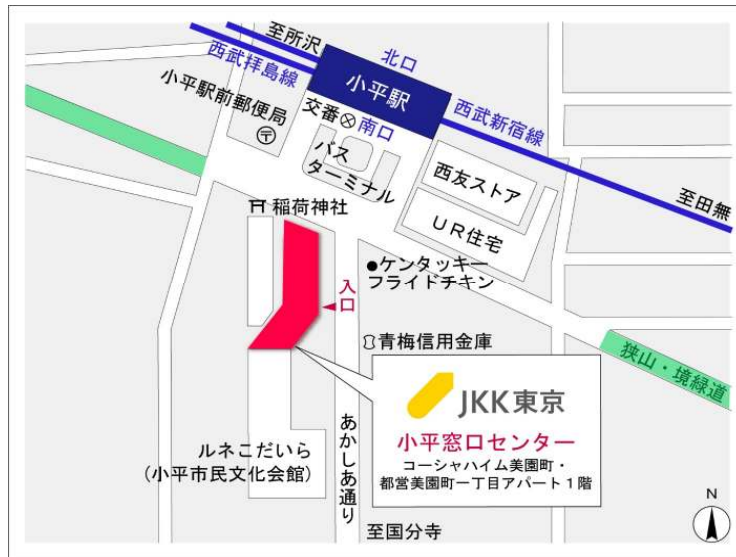 至所沢
北口
西武拝島線
小平駅
小平駅前郵便局
交番
南口
西武新宿線
バス
ターミナル
西友ストア
至田無
稲荷神社
UR住宅
●ケンタッキー
フライドチキン
入口
青梅信用金庫
狭山・境緑道
JKK東京
小平窓口センター
コーシャハイム美園町・
都営美園町一丁目アパート1階
あかしあ通り
ルネこだいら
(小平市民文化会館)
至国分寺
N